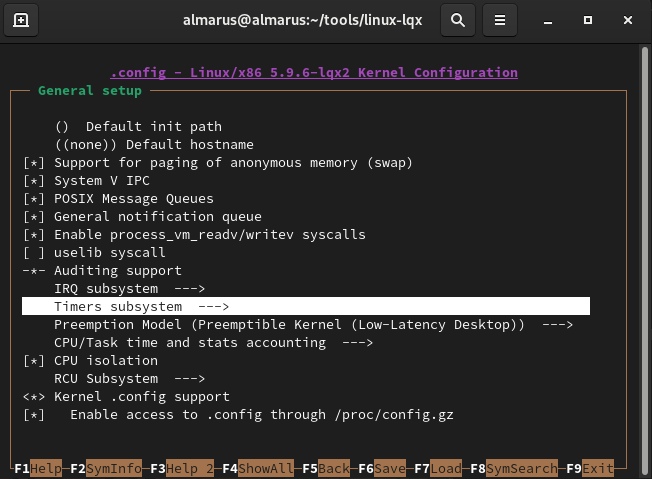 almarus@almarus:~/tools/linux-lqx
.config - Linux/x86 5.9.6-lqx2 Kernel Configuration
General setup
() Default init path
((none)) Default hostname
[*] Support for paging of anonymous memory (swap)
[*] System V IPC
[*] POSIX Message Queues
[*] General notification queue
[*] Enable process_vm_readv/writev syscalls
[ ] uselib syscall
-*- Auditing support
IRQ subsystem --->
Timers subsystem --->
Preemption Model (Preemptible Kernel (Low-Latency Desktop)) --->
CPU/Task time and stats accounting --->
[*] CPU isolation
RCU Subsystem --->
<*> Kernel .config support
[*] Enable access to .config through /proc/config.gz
F1Help F2SymInfo F3Help 2 F4ShowAll F5Back F6Save F7Load F8SymSearch F9Exit